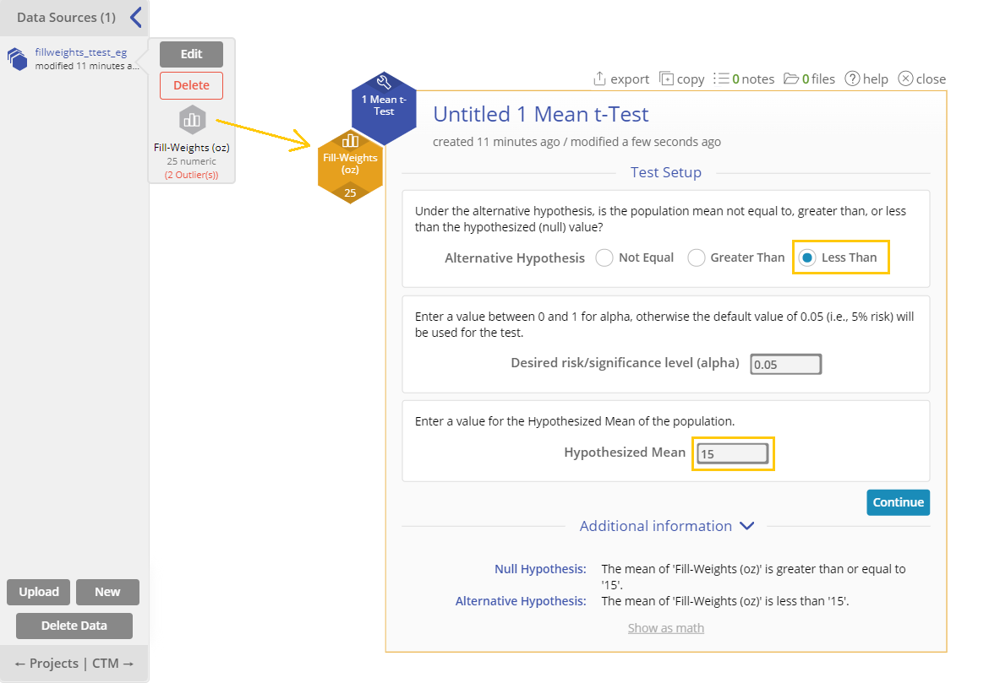 Data Sources (1)
fillweights_ttest_eg
modified 11 minutes a...
Edit
Delete
Fill-Weights (oz)
25 numeric
(2 Outlier(s))
Upload
New
Delete Data
← Projects | CTM →
export
copy
0 notes
0 files
? help
close
1 Mean t-
Test
Fill-Weights
(oz)
25
Untitled 1 Mean t-Test
created 11 minutes ago / modified a few seconds ago
Test Setup
Under the alternative hypothesis, is the population mean not equal to, greater than, or less
than the hypothesized (null) value?
Alternative Hypothesis
Not Equal
Greater Than
Less Than
Enter a value between 0 and 1 for alpha, otherwise the default value of 0.05 (i.e., 5% risk) will
be used for the test.
Desired risk/significance level (alpha)
0.05
Enter a value for the Hypothesized Mean of the population.
Hypothesized Mean
15
Continue
Additional information
Null Hypothesis: The mean of 'Fill-Weights (oz)' is greater than or equal to
'15'.
Alternative Hypothesis: The mean of 'Fill-Weights (oz)' is less than '15'.
Show as math